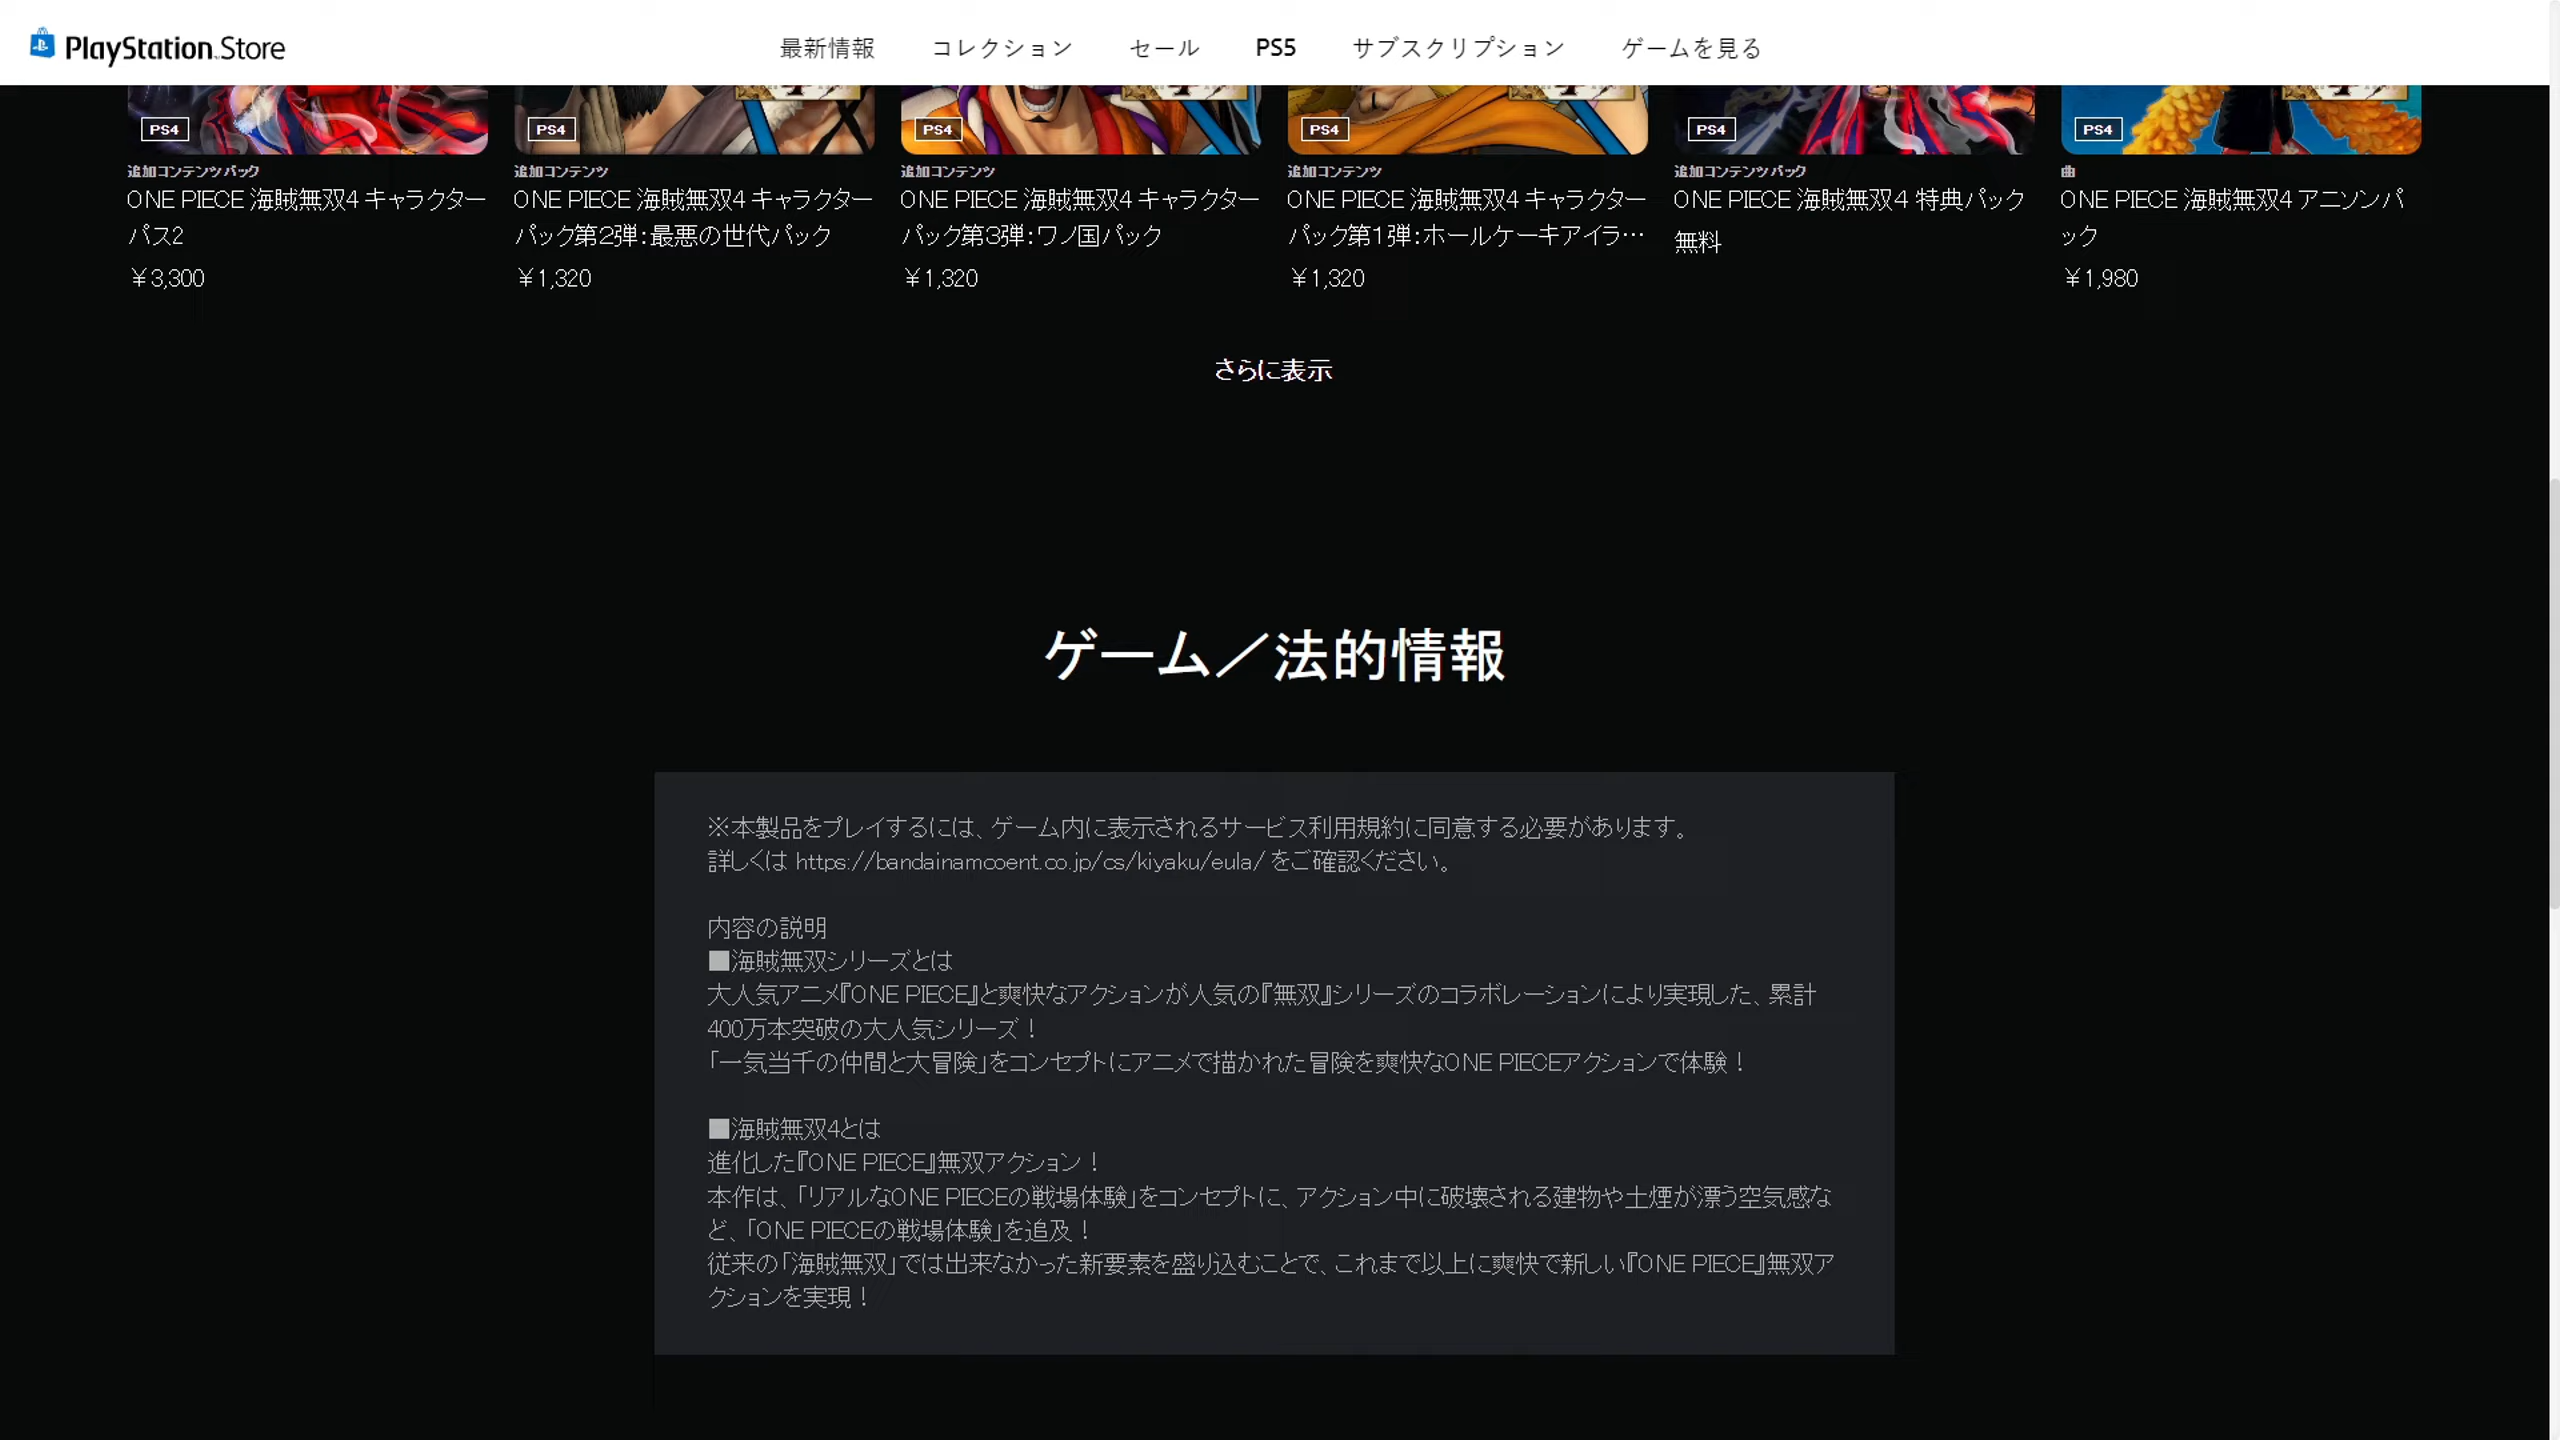 PlayStation.Store
最新情報 コレクション セール PS5 サブスクリプション ゲームを見る
PS4 PS4 PS4 PS4 PS4 PS4
追加コンテンツパック
ONE PIECE 海賊無双4 キャラクター
パス2
￥3,300
追加コンテンツ
ONE PIECE 海賊無双4 キャラクター
パック第2弾：最悪の世代パック
￥1,320
追加コンテンツ
ONE PIECE 海賊無双4 キャラクター
パック第3弾：ワノ国パック
￥1,320
追加コンテンツ
ONE PIECE 海賊無双4 キャラクター
パック第1弾：ホールケーキアイラ…
￥1,320
追加コンテンツパック
ONE PIECE 海賊無双4 特典パック
無料
曲
ONE PIECE 海賊無双4 アニソンパ
ック
￥1,980
さらに表示
ゲーム／法的情報
※本製品をプレイするには、ゲーム内に表示されるサービス利用規約に同意する必要があります。
詳しくは https://bandainamcoent.co.jp/cs/kiyaku/eula/ をご確認ください。
内容の説明
■海賊無双シリーズとは
大人気アニメ『ONE PIECE』と爽快なアクションが人気の『無双』シリーズのコラボレーションにより実現した、累計
400万本突破の大人気シリーズ！
「一気当千の仲間と大冒険」をコンセプトにアニメで描かれた冒険を爽快なONE PIECEアクションで体験！
■海賊無双4とは
進化した『ONE PIECE』無双アクション！
本作は、「リアルなONE PIECEの戦場体験」をコンセプトに、アクション中に破壊される建物や土煙が漂う空気感な
ど、「ONE PIECEの戦場体験」を追及！
従来の「海賊無双」では出来なかった新要素を盛り込むことで、これまで以上に爽快で新しい『ONE PIECE』無双ア
クションを実現！